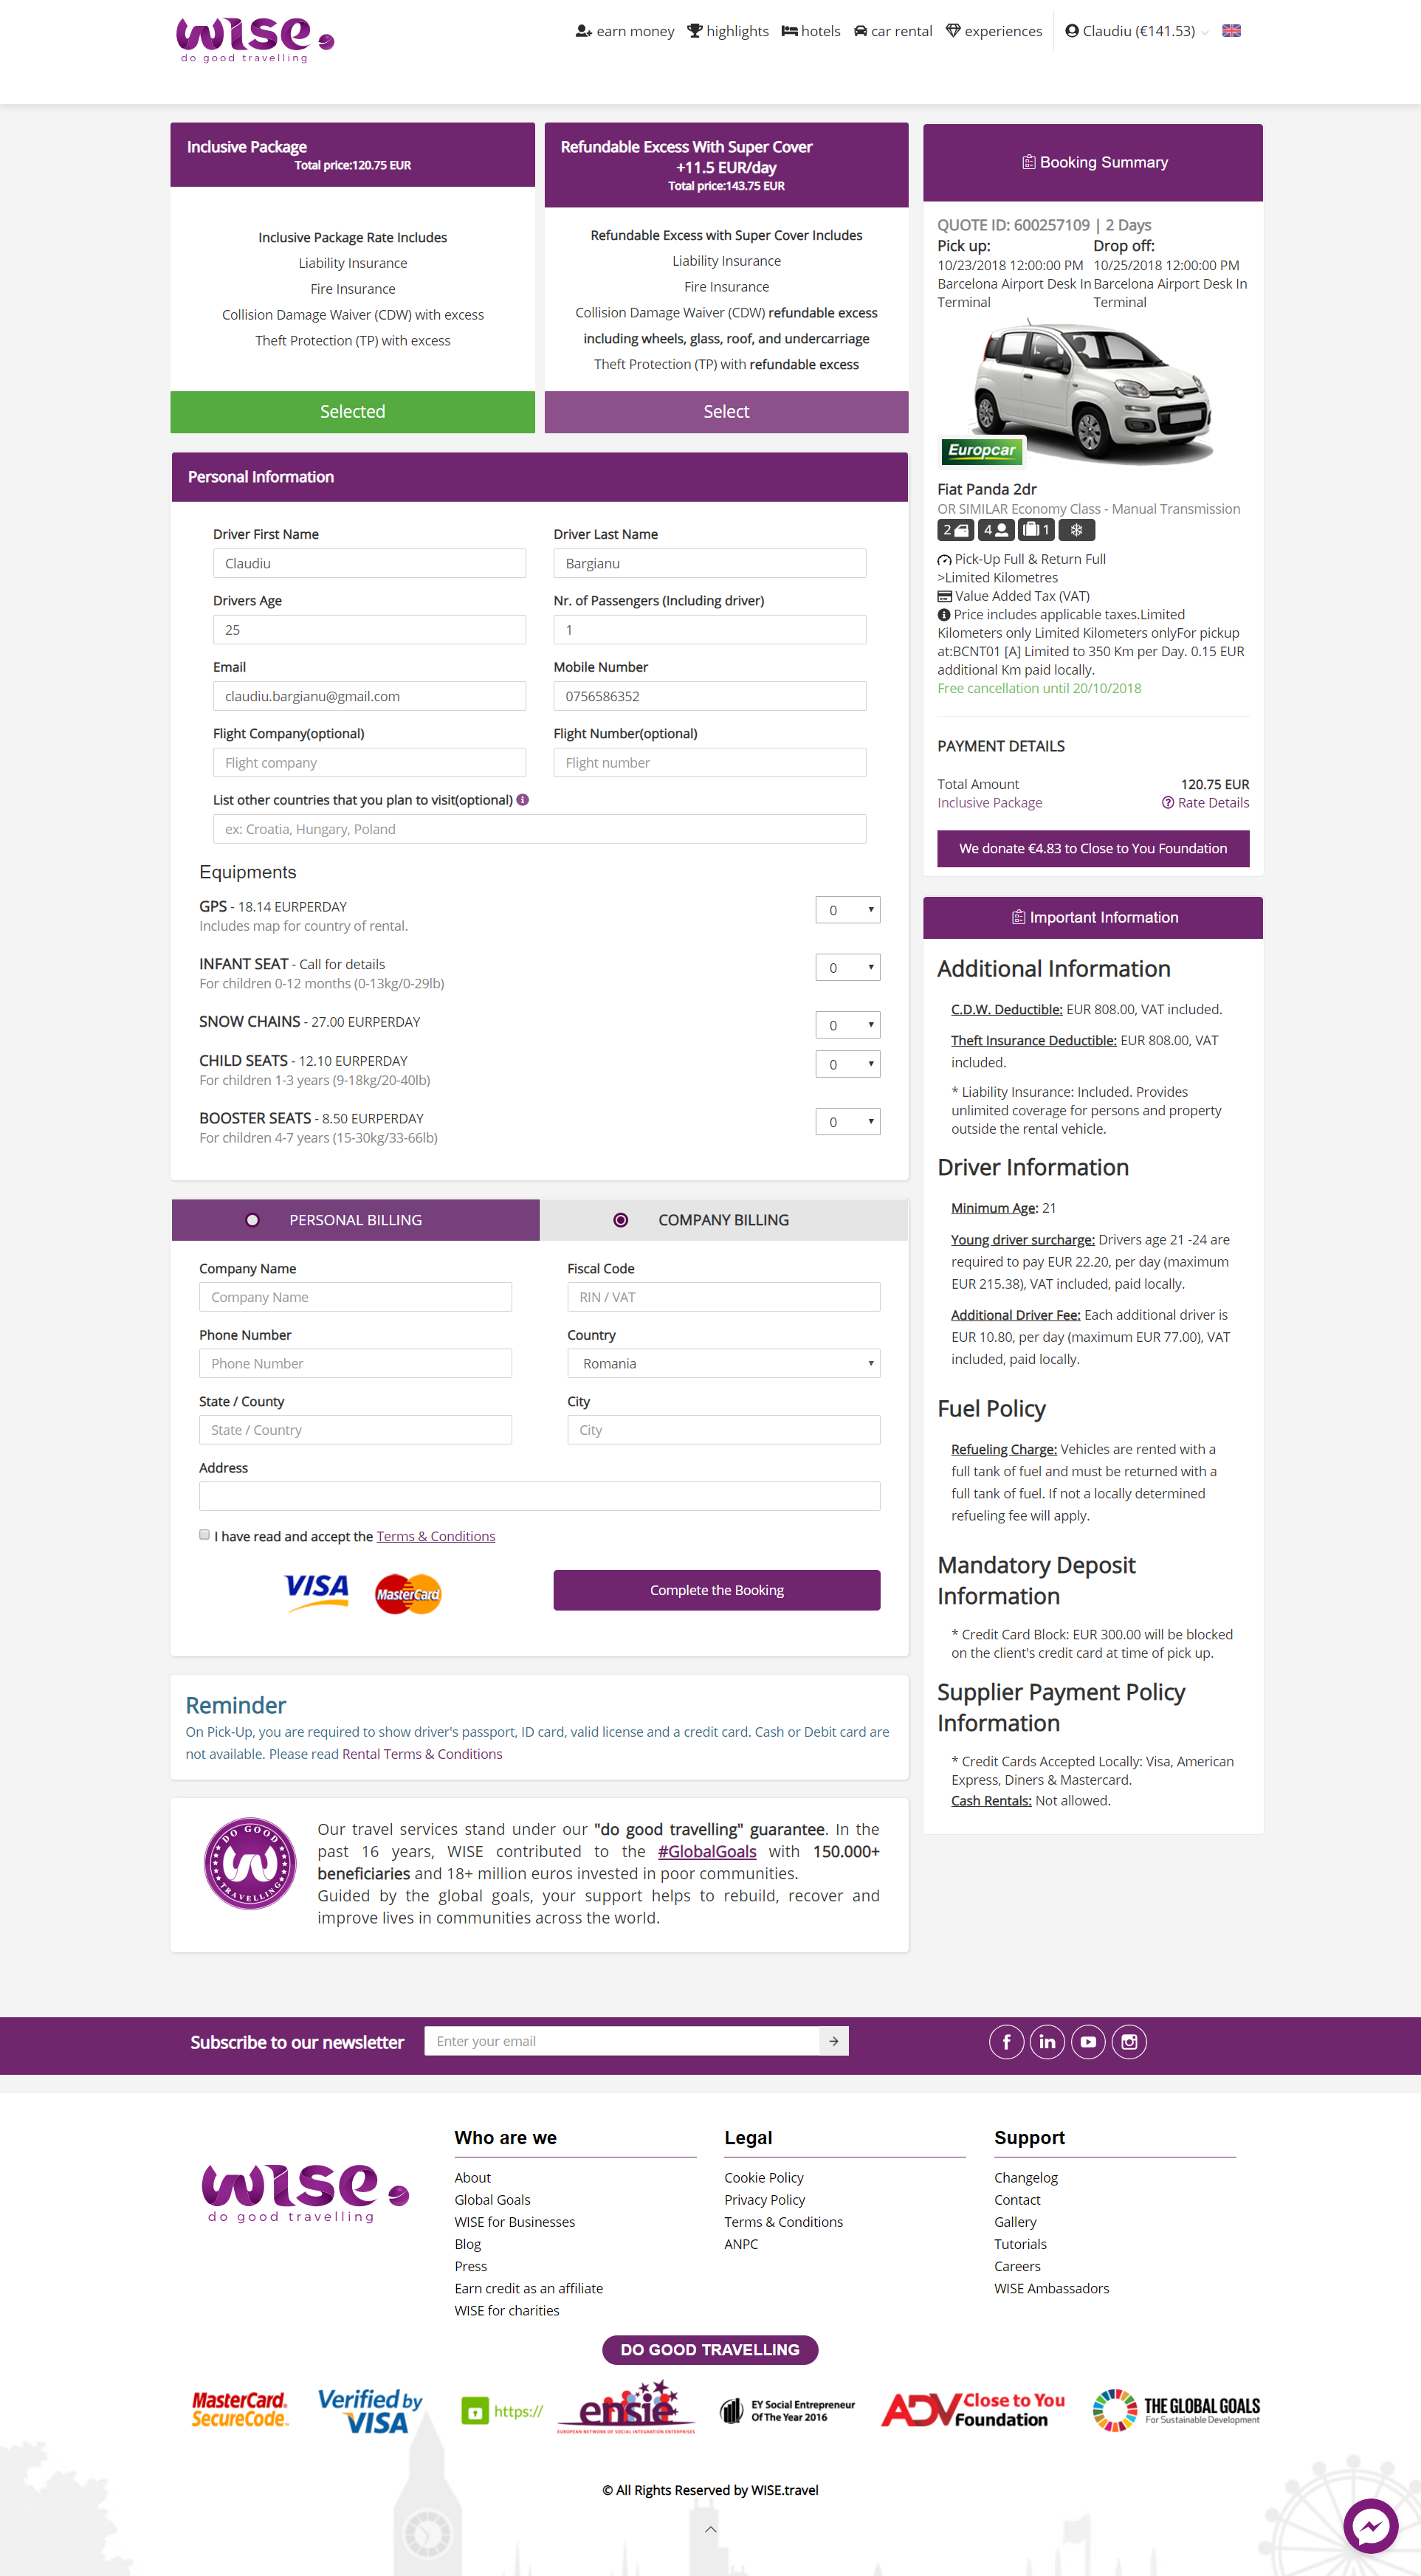 wise.
do good travelling
earn money
highlights
hotels
car rental
experiences
Claudiu (€141.53)
Inclusive Package
Total price:120.75 EUR
Inclusive Package Rate Includes
Liability Insurance
Fire Insurance
Collision Damage Waiver (CDW) with excess
Theft Protection (TP) with excess
Selected
Refundable Excess With Super Cover
+11.5 EUR/day
Total price:143.75 EUR
Refundable Excess with Super Cover Includes
Liability Insurance
Fire Insurance
Collision Damage Waiver (CDW) refundable excess
including wheels, glass, roof, and undercarriage
Theft Protection (TP) with refundable excess
Select
Personal Information
Driver First Name
Claudiu
Driver Last Name
Bargianu
Drivers Age
25
Nr. of Passengers (Including driver)
1
Email
claudiu.bargianu@gmail.com
Mobile Number
0756586352
Flight Company(optional)
Flight company
Flight Number(optional)
Flight number
List other countries that you plan to visit(optional)
ex: Croatia, Hungary, Poland
Equipments
GPS - 18.14 EURPERDAY
0
Includes map for country of rental.
INFANT SEAT - Call for details
0
For children 0-12 months (0-13kg/0-29lb)
SNOW CHAINS - 27.00 EURPERDAY
0
CHILD SEATS - 12.10 EURPERDAY
0
For children 1-3 years (9-18kg/20-40lb)
BOOSTER SEATS - 8.50 EURPERDAY
0
For children 4-7 years (15-30kg/33-66lb)
PERSONAL BILLING
COMPANY BILLING
Company Name
Company Name
Fiscal Code
RIN / VAT
Phone Number
Phone Number
Country
Romania
State / County
State / Country
City
City
Address
I have read and accept the Terms & Conditions
VISA
MasterCard
Complete the Booking
Reminder
On Pick-Up, you are required to show driver's passport, ID card, valid license and a credit card. Cash or Debit card are
not available. Please read Rental Terms & Conditions
DO GOOD
TRAVELLING
Our travel services stand under our "do good travelling" guarantee. In the
past 16 years, WISE contributed to the #GlobalGoals with 150.000+
beneficiaries and 18+ million euros invested in poor communities.
Guided by the global goals, your support helps to rebuild, recover and
improve lives in communities across the world.
Booking Summary
QUOTE ID: 600257109 | 2 Days
Pick up:
10/23/2018 12:00:00 PM
Barcelona Airport Desk In
Terminal
Drop off:
10/25/2018 12:00:00 PM
Barcelona Airport Desk In
Terminal
Europcar
Fiat Panda 2dr
OR SIMILAR Economy Class - Manual Transmission
2
4
1
Pick-Up Full & Return Full
>Limited Kilometres
Value Added Tax (VAT)
Price includes applicable taxes.Limited
Kilometers only Limited Kilometers onlyFor pickup
at:BCNT01 [A] Limited to 350 Km per Day. 0.15 EUR
additional Km paid locally.
Free cancellation until 20/10/2018
PAYMENT DETAILS
Total Amount
120.75 EUR
Inclusive Package
Rate Details
We donate €4.83 to Close to You Foundation
Important Information
Additional Information
C.D.W. Deductible: EUR 808.00, VAT included.
Theft Insurance Deductible: EUR 808.00, VAT
included.
* Liability Insurance: Included. Provides
unlimited coverage for persons and property
outside the rental vehicle.
Driver Information
Minimum Age: 21
Young driver surcharge: Drivers age 21 -24 are
required to pay EUR 22.20, per day (maximum
EUR 215.38), VAT included, paid locally.
Additional Driver Fee: Each additional driver is
EUR 10.80, per day (maximum EUR 77.00), VAT
included, paid locally.
Fuel Policy
Refueling Charge: Vehicles are rented with a
full tank of fuel and must be returned with a
full tank of fuel. If not a locally determined
refueling fee will apply.
Mandatory Deposit
Information
* Credit Card Block: EUR 300.00 will be blocked
on the client's credit card at time of pick up.
Supplier Payment Policy
Information
* Credit Cards Accepted Locally: Visa, American
Express, Diners & Mastercard.
Cash Rentals: Not allowed.
Subscribe to our newsletter
Enter your email
wise.
do good travelling
Who are we
About
Global Goals
WISE for Businesses
Blog
Press
Earn credit as an affiliate
WISE for charities
Legal
Cookie Policy
Privacy Policy
Terms & Conditions
ANPC
Support
Changelog
Contact
Gallery
Tutorials
Careers
WISE Ambassadors
DO GOOD TRAVELLING
MasterCard.
SecureCode.
Verified by
VISA
https://
ensie
EUROPEAN NETWORK OF SOCIAL INTEGRATION ENTERPRISES
EY Social Entrepreneur
Of The Year 2016
ADV Close to You
Foundation
THE GLOBAL GOALS
For Sustainable Development
© All Rights Reserved by WISE.travel